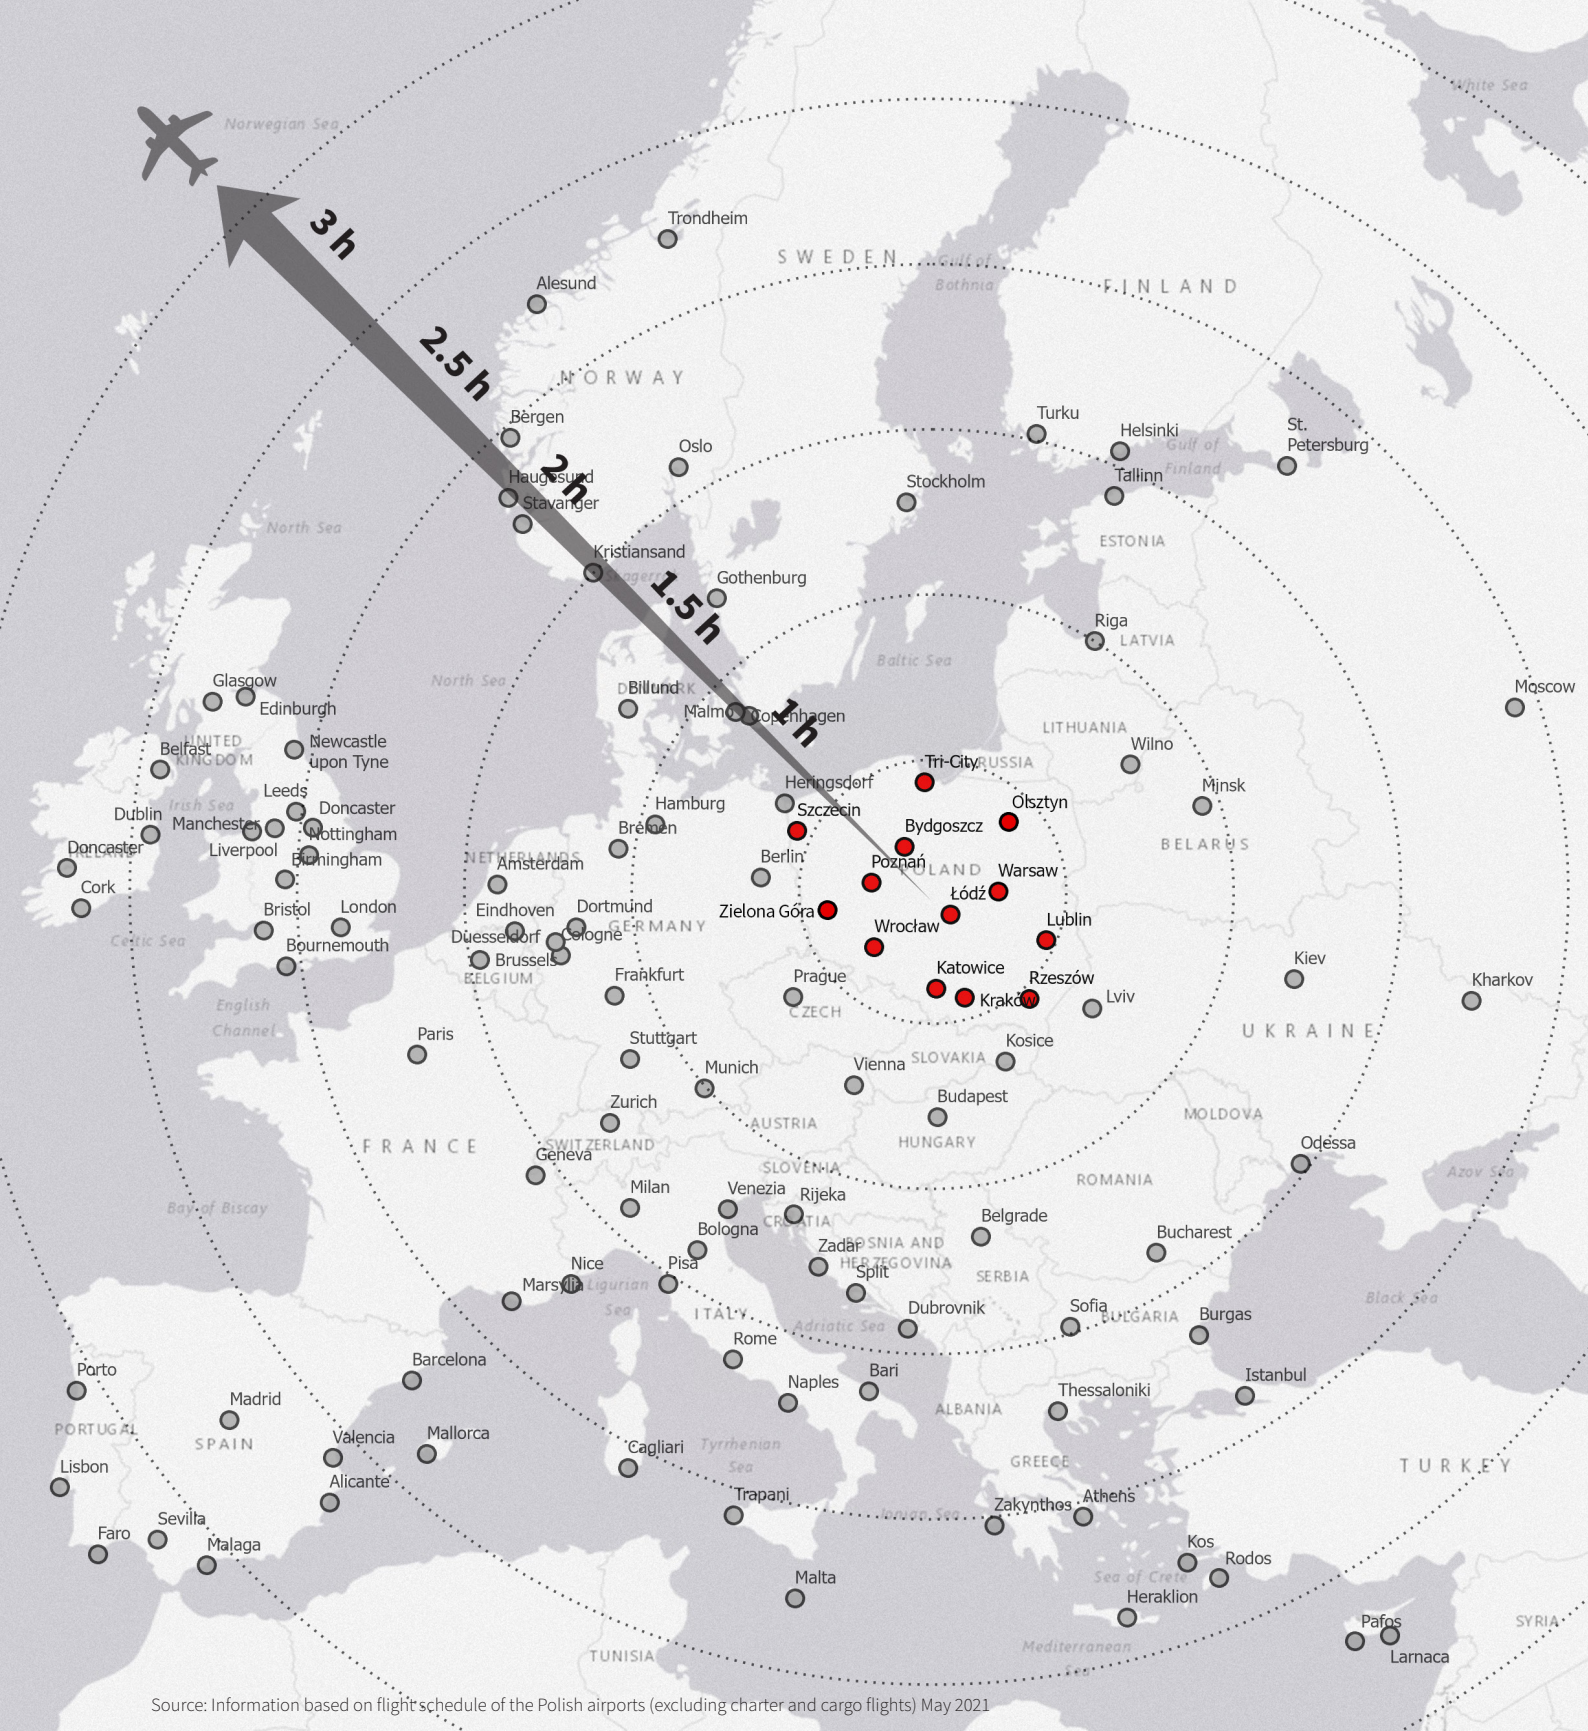 White Sea
Norwegian Sea
3 h
Trondheim
SWEDEN
Gulf of
Bothnia
FINLAND
Alesund
2.5 h
NORWAY
Bergen
Turku
Helsinki
St.
Petersburg
Gulf of
Finland
Oslo
2 h
Haugesund
Stavanger
Stockholm
Tallinn
North Sea
ESTONIA
Kristiansand
Skagerrak
Gothenburg
1.5 h
Riga
LATVIA
Baltic Sea
Glasgow
Edinburgh
North Sea
Billund
DENMARK
Malmo
Copenhagen
1 h
Moscow
LITHUANIA
Wilno
Belfast
UNITED
KINGDOM
Newcastle
upon Tyne
Tri-City
RUSSIA
Heringsdorf
Minsk
Leeds
Irish Sea
Dublin
Manchester
Doncaster
Hamburg
Szczecin
Olsztyn
Bydgoszcz
Bremen
Nottingham
Liverpool
Birmingham
Doncaster
IRELAND
BELARUS
NETHERLANDS
Amsterdam
Berlin
Poznań
POLAND
Warsaw
Cork
Łódź
Bristol
London
Eindhoven
Dortmund
Zielona Góra
Lublin
GERMANY
Wrocław
Celtic Sea
Bournemouth
Duesseldorf
Cologne
Brussels
BELGIUM
Frankfurt
Prague
Katowice
Rzeszów
Kraków
Lviv
Kiev
Kharkov
CZECH
English
Channel
UKRAINE
Paris
Stuttgart
Munich
Vienna
SLOVAKIA
Kosice
Zurich
Budapest
AUSTRIA
MOLDOVA
FRANCE
SWITZERLAND
Geneva
HUNGARY
Odessa
SLOVENIA
Azov Sea
ROMANIA
Milan
Venezia
Rijeka
Bay of Biscay
CROATIA
Belgrade
Bologna
Bucharest
Zadar
BOSNIA AND
HERZEGOVINA
Nice
Pisa
Split
SERBIA
Marsylia
Ligurian
Sea
ITALY
Adriatic Sea
Dubrovnik
Sofia
BULGARIA
Burgas
Black Sea
Rome
Barcelona
Porto
Naples
Bari
Istanbul
Thessaloniki
Madrid
ALBANIA
PORTUGAL
SPAIN
Valencia
Mallorca
Cagliari
Tyrrhenian
Sea
GREECE
TURKEY
Lisbon
Alicante
Trapani
Ionian Sea
Zakynthos
Athens
Sevilla
Faro
Malaga
Kos
Rodos
Malta
Sea of Crete
Heraklion
Pafos
Larnaca
SYRIA
Mediterranean
Sea
TUNISIA
Source: Information based on flight schedule of the Polish airports (excluding charter and cargo flights) May 2021